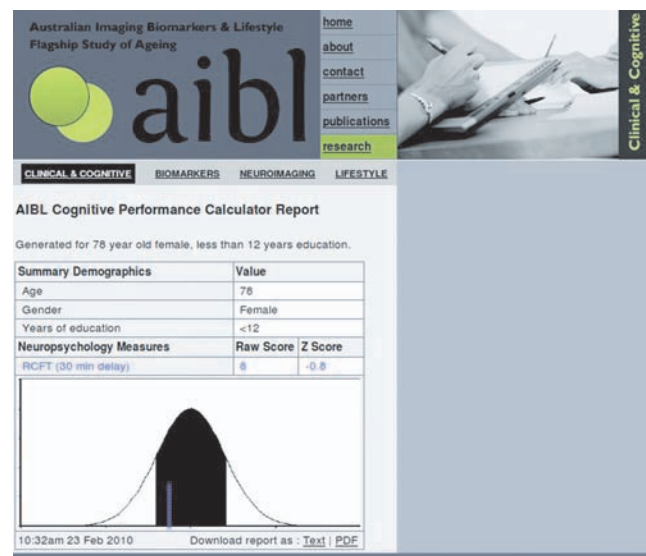 Australian Imaging Biomarkers & Lifestyle
Flagship Study of Ageing
aibl
home
about
contact
partners
publications
research
Clinical & Cognitive
CLINICAL & COGNITIVE BIOMARKERS NEUROIMAGING LIFESTYLE
AIBL Cognitive Performance Calculator Report
Generated for 78 year old female, less than 12 years education.
Summary Demographics Value
Age 78
Gender Female
Years of education <12
Neuropsychology Measures Raw Score Z Score
RCFT (30 min delay) 8 -0.8
10:32am 23 Feb 2010 Download report as : Text | PDF